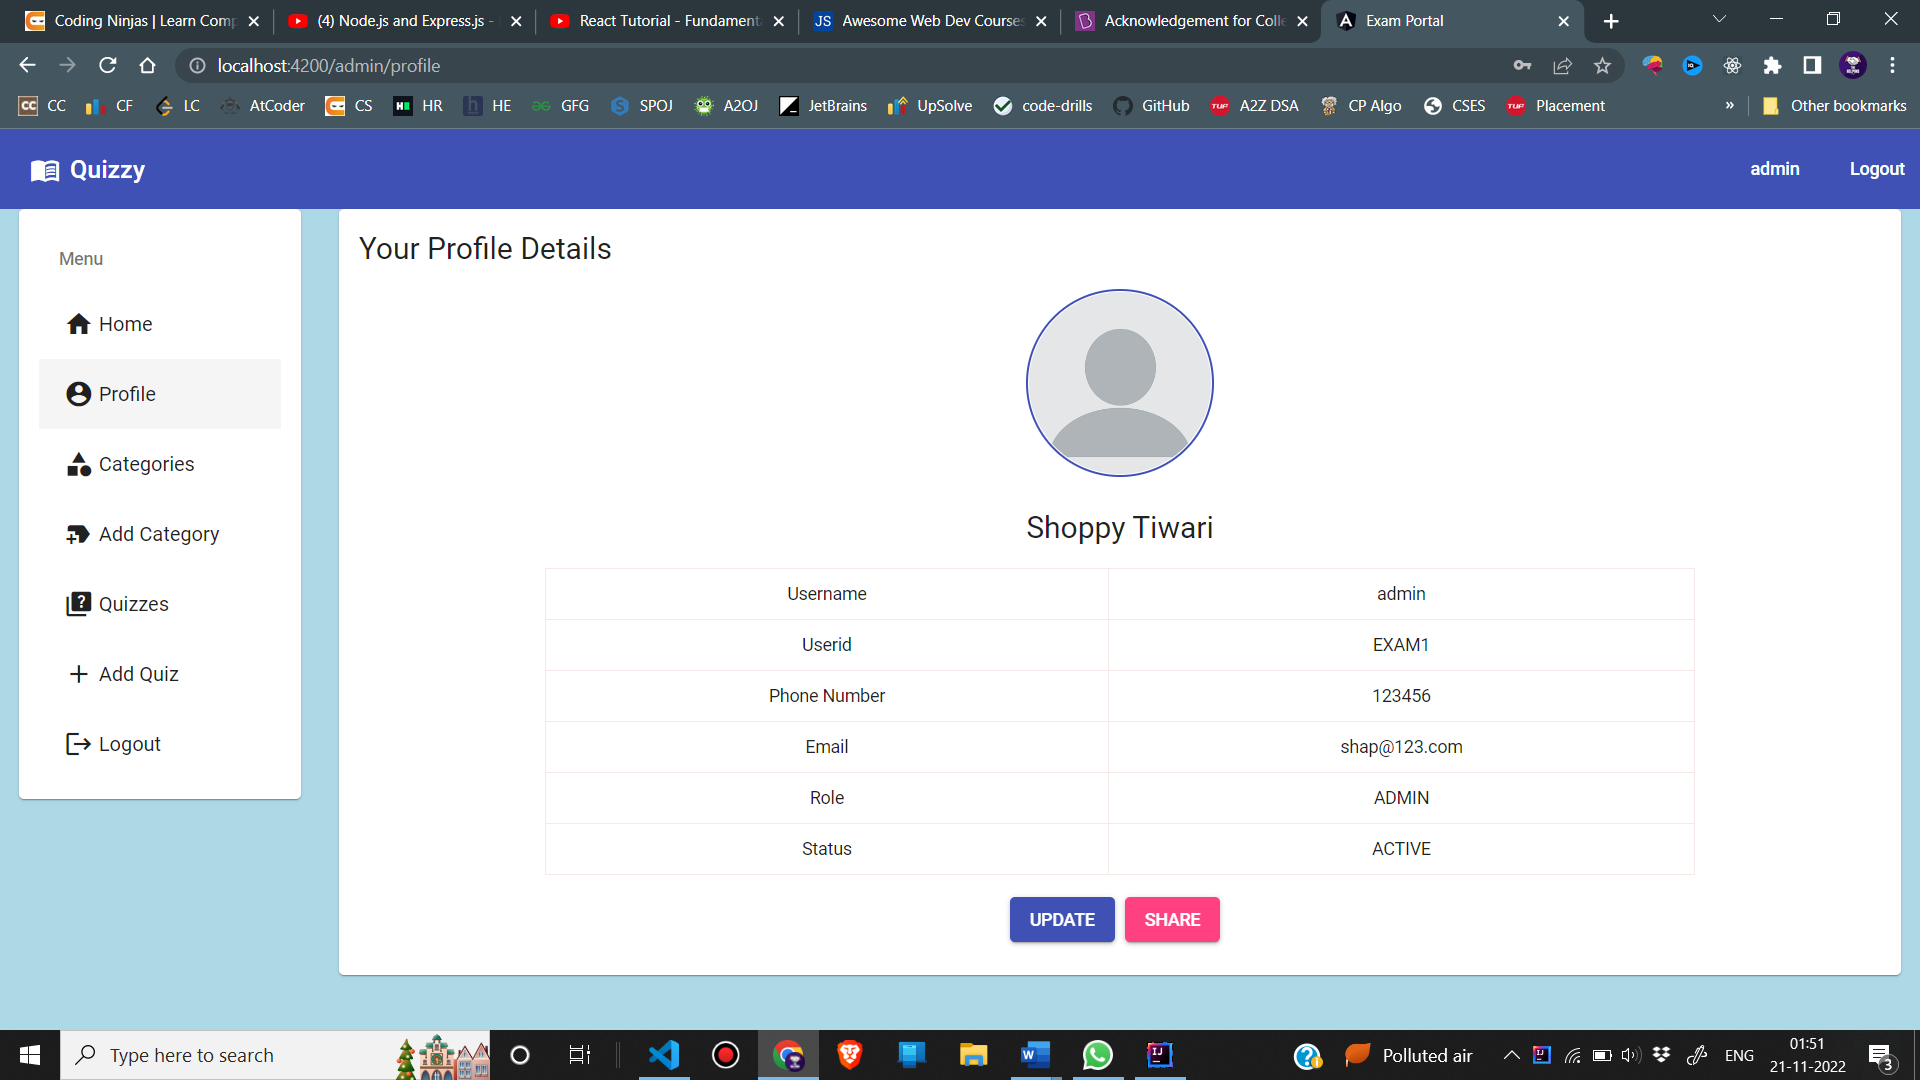 Coding Ninjas | Learn Comp
(4) Node.js and Express.js -
React Tutorial - Fundament
JS Awesome Web Dev Courses
Acknowledgement for Colle
Exam Portal
localhost:4200/admin/profile
CC CC CF LC AtCoder CS HR HE GFG SPOJ A2OJ JetBrains UpSolve code-drills GitHub TUF A2Z DSA CP Algo CSES TUF Placement » Other bookmarks
Quizzy admin Logout
Menu
Home
Profile
Categories
Add Category
Quizzes
Add Quiz
Logout
Your Profile Details
Shoppy Tiwari
Username admin
Userid EXAM1
Phone Number 123456
Email shap@123.com
Role ADMIN
Status ACTIVE
UPDATE SHARE
Type here to search
Polluted air
ENG
01:51
21-11-2022
3